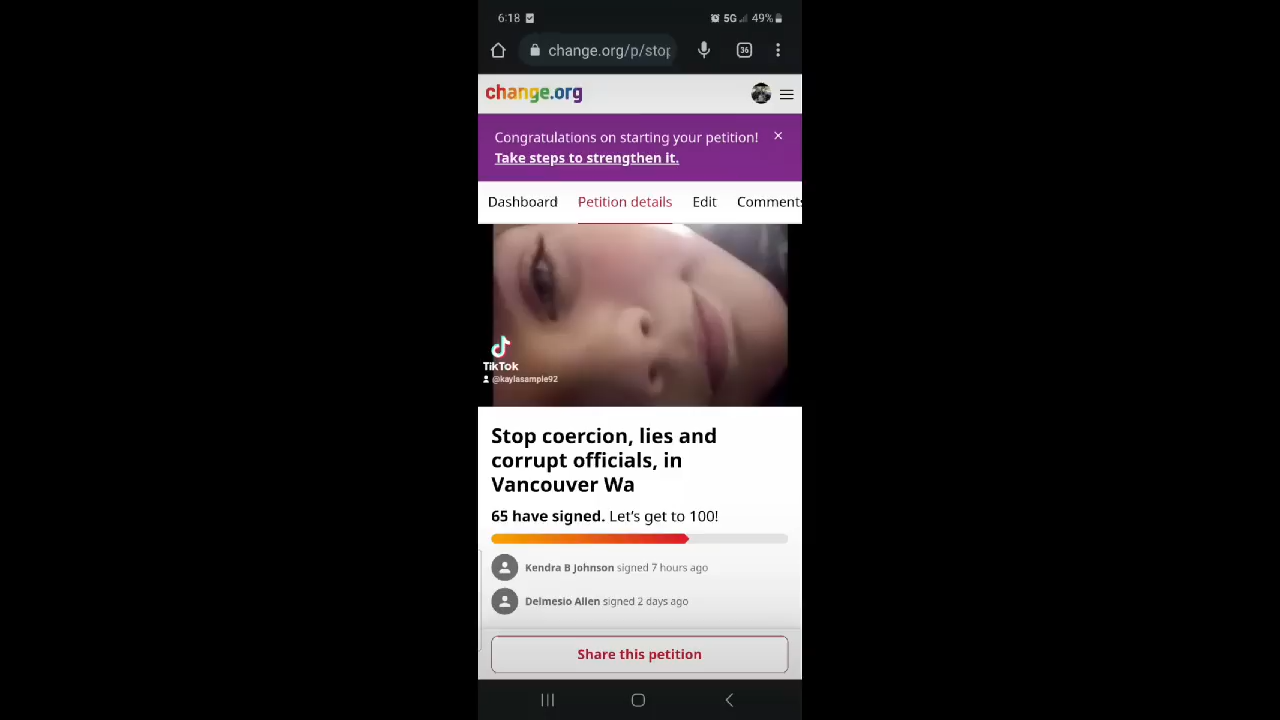 6:18 5G 49%
change.org/p/stop 36
change.org
Congratulations on starting your petition!
Take steps to strengthen it.
Dashboard Petition details Edit Comments
TikTok
@kaylasample92
Stop coercion, lies and
corrupt officials, in
Vancouver Wa
65 have signed. Let's get to 100!
Kendra B Johnson signed 7 hours ago
Delmesio Allen signed 2 days ago
Share this petition